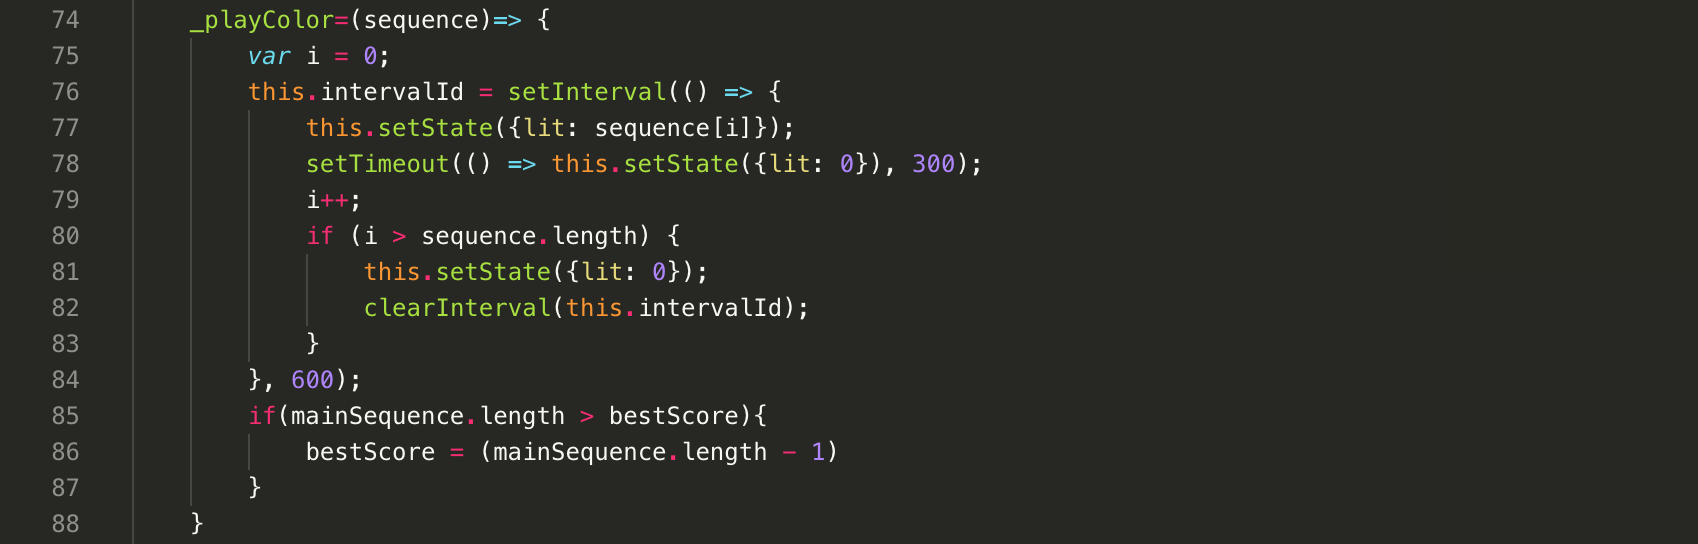 74 _playColor=(sequence)=> {
75 var i = 0;
76 this.intervalId = setInterval(() => {
77 this.setState({lit: sequence[i]});
78 setTimeout(() => this.setState({lit: 0}), 300);
79 i++;
80 if (i > sequence.length) {
81 this.setState({lit: 0});
82 clearInterval(this.intervalId);
83 }
84 }, 600);
85 if(mainSequence.length > bestScore){
86 bestScore = (mainSequence.length - 1)
87 }
88 }